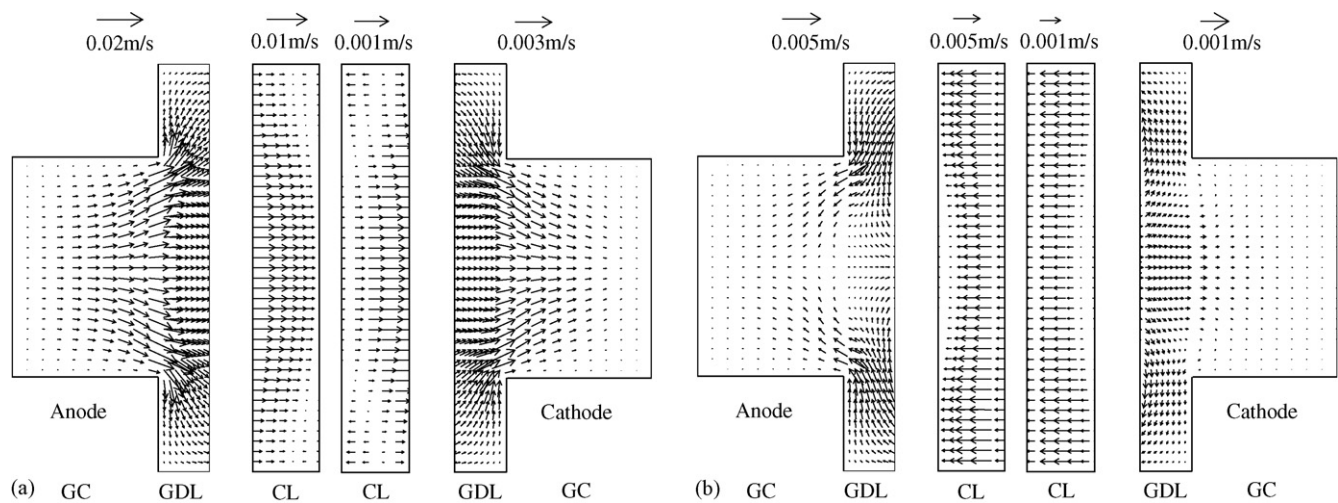 0.02m/s 0.01m/s 0.001m/s 0.003m/s 0.005m/s 0.005m/s 0.001m/s 0.001m/s
Anode Cathode Anode Cathode
(a) GC GDL CL CL GDL GC (b) GC GDL CL CL GDL GC